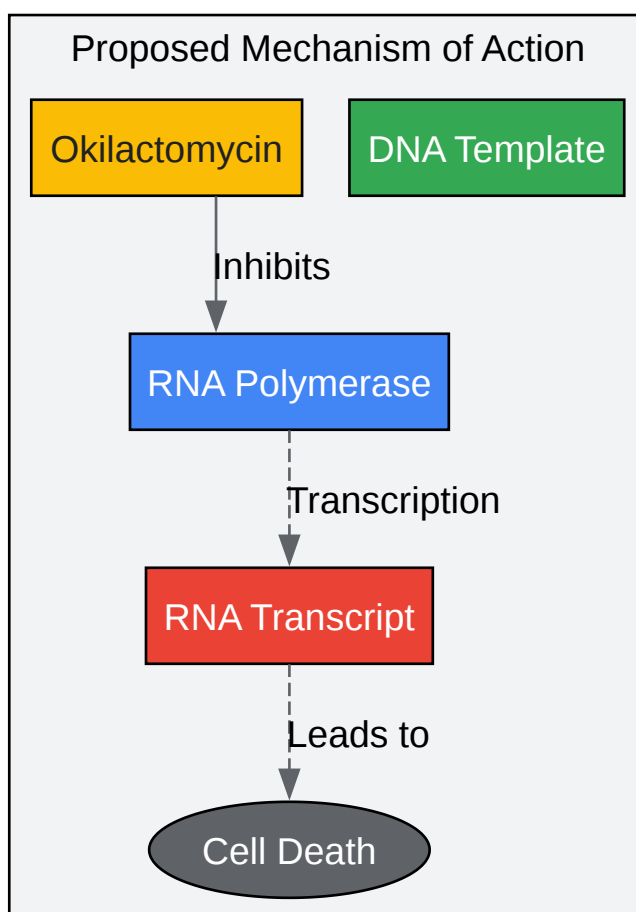 Proposed Mechanism of Action
Okilactomycin
DNA Template
Inhibits
RNA Polymerase
Transcription
RNA Transcript
Leads to
Cell Death